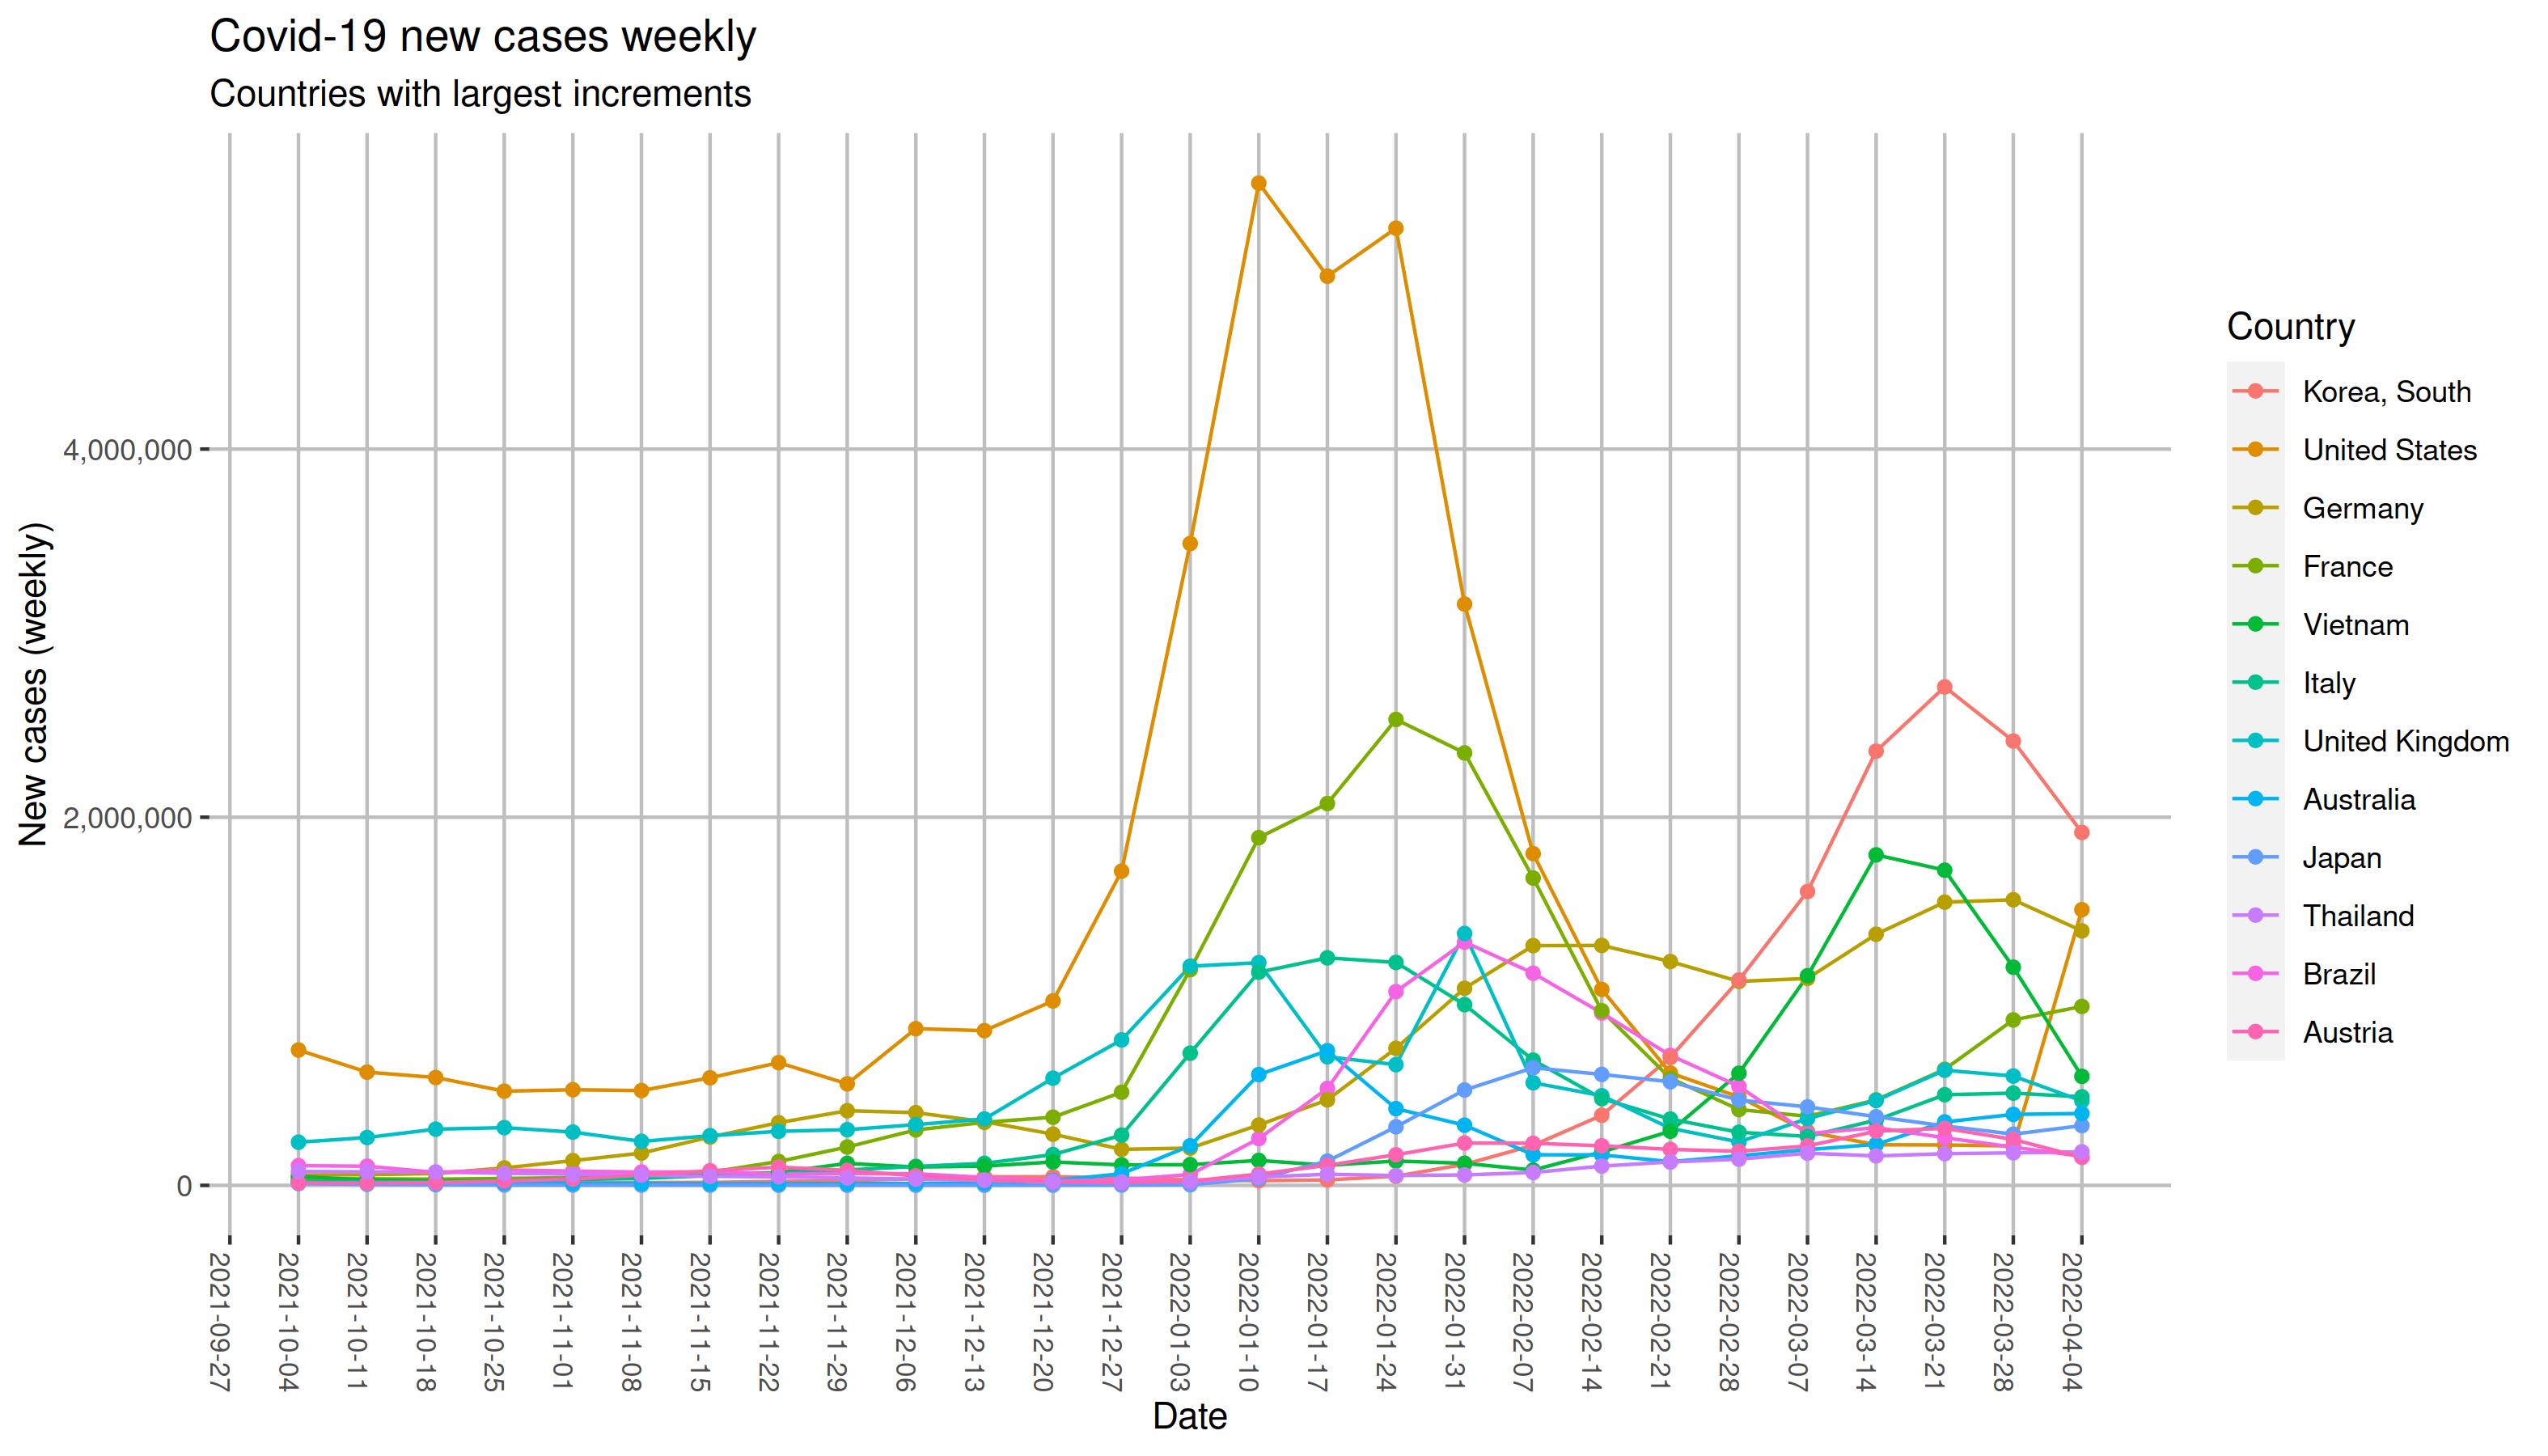 Covid-19 new cases weekly
Countries with largest increments
New cases (weekly)
4,000,000
2,000,000
0
2021-09-27
2021-10-04
2021-10-11
2021-10-18
2021-10-25
2021-11-01
2021-11-08
2021-11-15
2021-11-22
2021-11-29
2021-12-06
2021-12-13
2021-12-20
2021-12-27
2022-01-03
2022-01-10
2022-01-17
2022-01-24
2022-01-31
2022-02-07
2022-02-14
2022-02-21
2022-02-28
2022-03-07
2022-03-14
2022-03-21
2022-03-28
2022-04-04
Date
Country
Korea, South
United States
Germany
France
Vietnam
Italy
United Kingdom
Australia
Japan
Thailand
Brazil
Austria